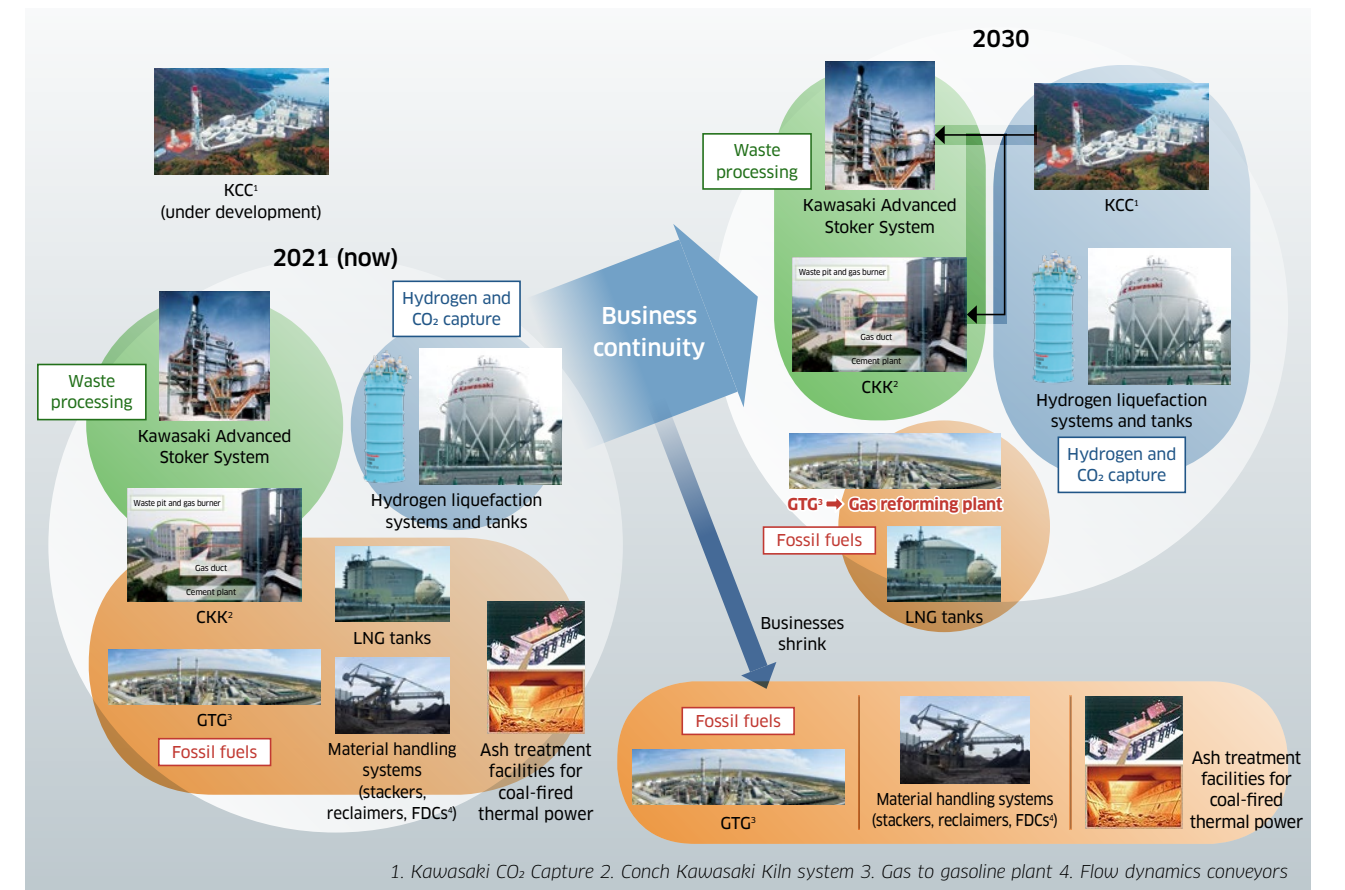 KCC¹
(under development)
2021 (now)
Waste
processing
Kawasaki Advanced
Stoker System
Hydrogen and
CO₂ capture
Kawasaki
Hydrogen liquefaction
systems and tanks
Waste pit and gas burner
Gas duct
Cement plant
CKK²
LNG tanks
GTG³
Fossil fuels
Material handling
systems
(stackers,
reclaimers, FDCs⁴)
Ash treatment
facilities for
coal-fired
thermal power
Business
continuity
Businesses
shrink
2030
Waste
processing
Kawasaki Advanced
Stoker System
Waste pit and gas burner
Gas duct
Cement plant
CKK²
KCC¹
Kawasaki
Hydrogen liquefaction
systems and tanks
Hydrogen and
CO₂ capture
GTG³ ➡ Gas reforming plant
Fossil fuels
LNG tanks
Fossil fuels
GTG³
Material handling systems
(stackers, reclaimers, FDCs⁴)
Ash treatment
facilities for
coal-fired
thermal power
1. Kawasaki CO₂ Capture 2. Conch Kawasaki Kiln system 3. Gas to gasoline plant 4. Flow dynamics conveyors